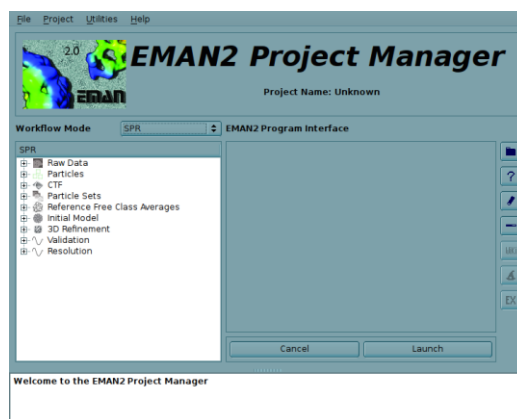 File Project Utilities Help
2.0
EMAN
EMAN2 Project Manager
Project Name: Unknown
Workflow Mode SPR EMAN2 Program Interface
SPR
Raw Data
Particles
CTF
Particle Sets
Reference Free Class Averages
Initial Model
3D Refinement
Validation
Resolution
?
EX
Cancel Launch
Welcome to the EMAN2 Project Manager